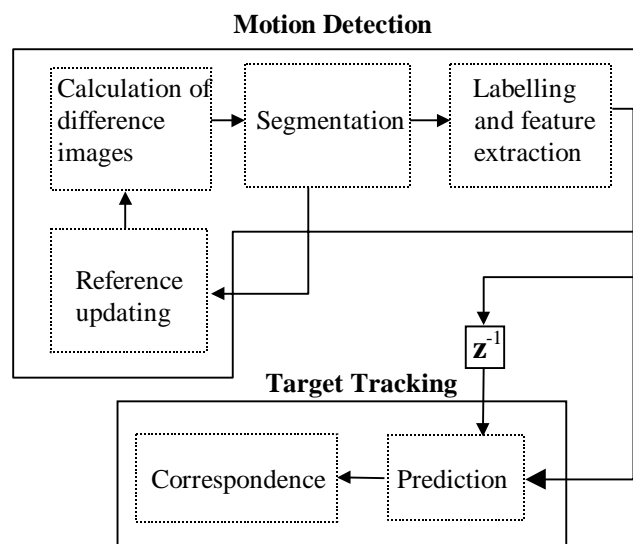 Motion Detection
Calculation of
difference
images
Segmentation
Labelling
and feature
extraction
Reference
updating
z-1
Target Tracking
Correspondence
Prediction